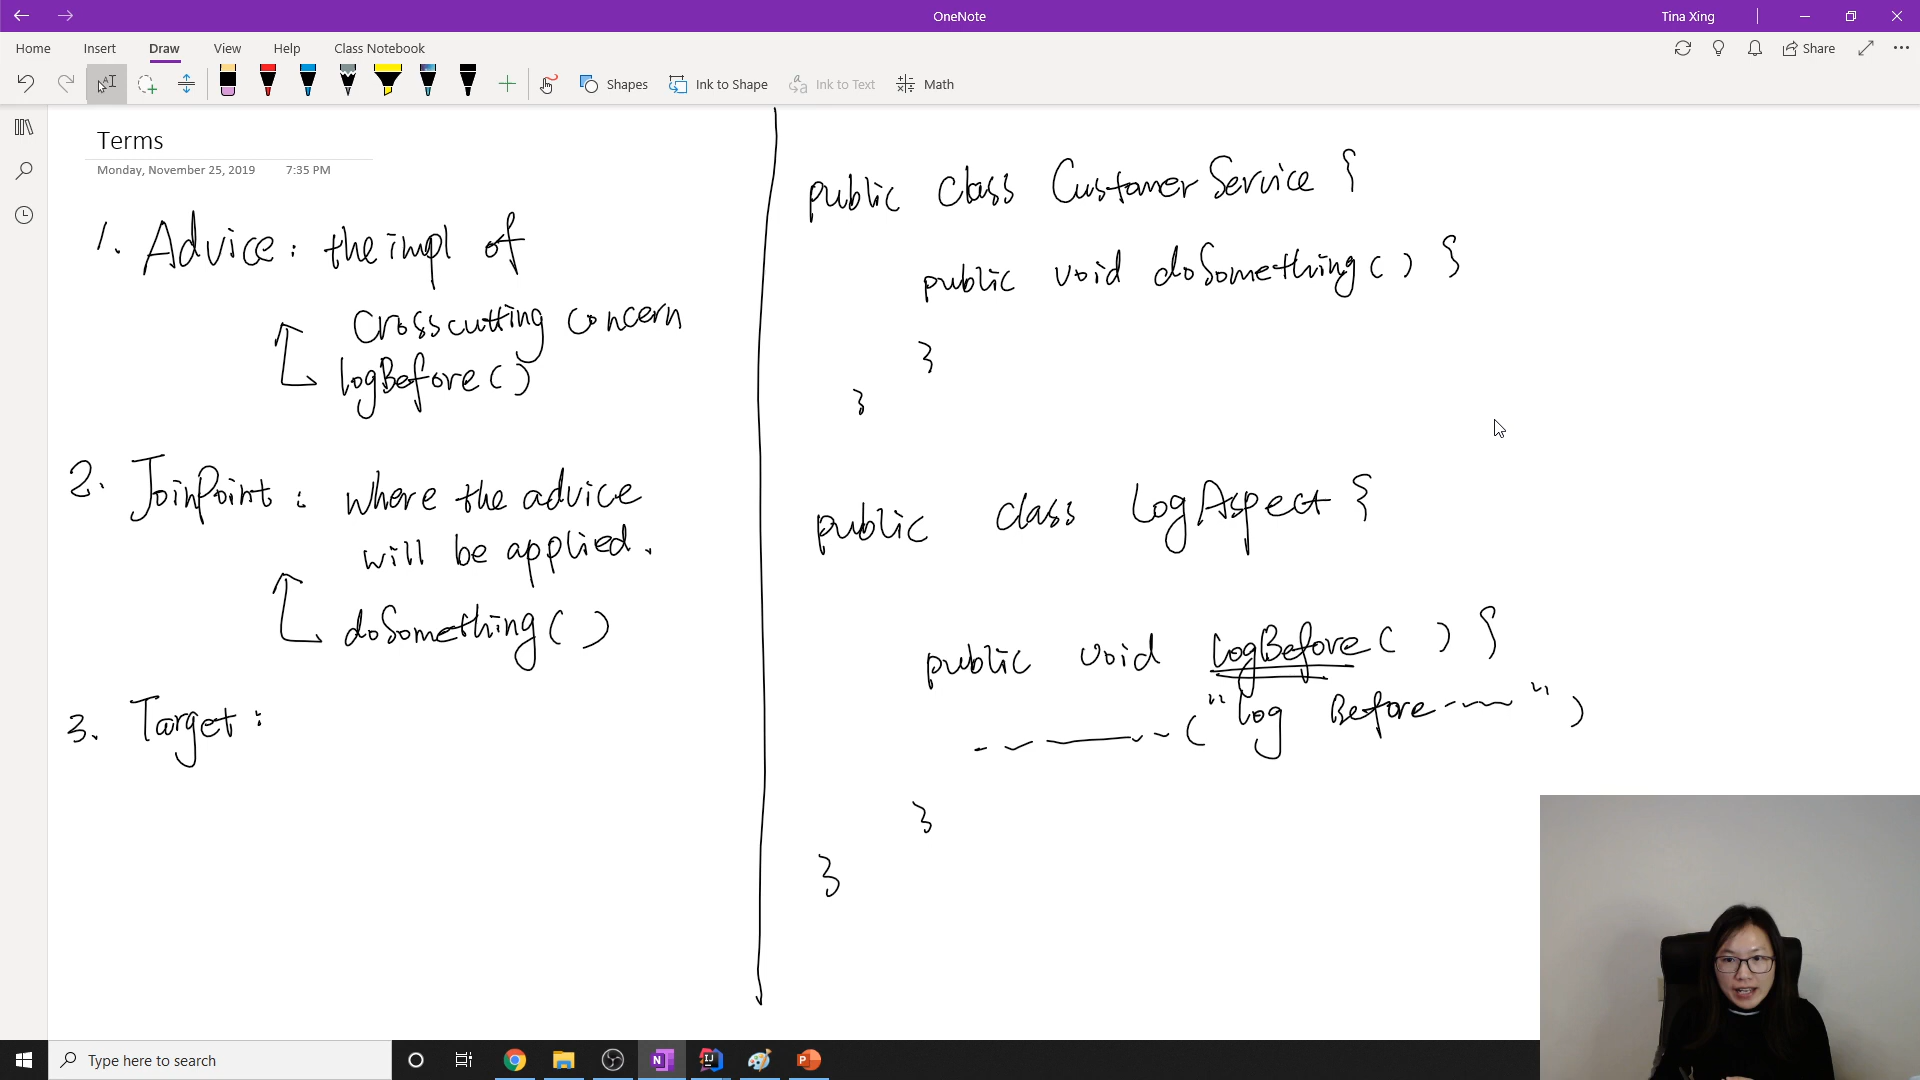 OneNote
Tina Xing
Home Insert Draw View Help Class Notebook
Share
Shapes Ink to Shape Ink to Text Math
Terms
Monday, November 25, 2019 7:35 PM
1. Advice: the impl of
Crosscutting concern
logBefore()
2. JoinPoint: where the advice
will be applied.
doSomething()
3. Target:
public class CustomerService {
public void doSomething() {
}
}
public class LogAspect {
public void logBefore( ) {
("log Before---- ")
}
}
Type here to search